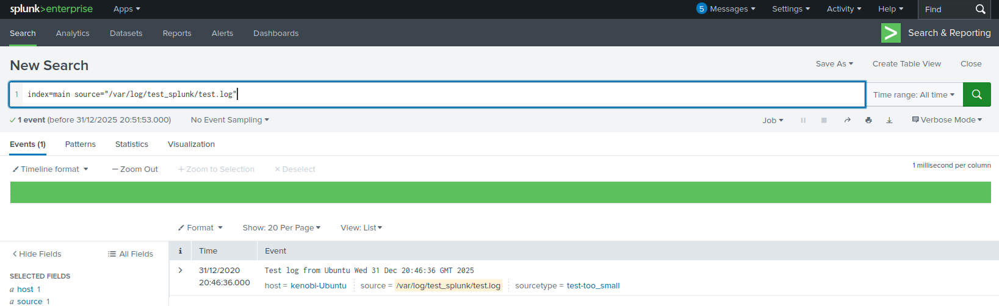 splunk>enterprise Apps 5 Messages Settings Activity Help Find
Search Analytics Datasets Reports Alerts Dashboards Search & Reporting
New Search Save As Create Table View Close
1 index=main source="/var/log/test_splunk/test.log" Time range: All time
✓ 1 event (before 31/12/2025 20:51:53.000) No Event Sampling Job Verbose Mode
Events (1) Patterns Statistics Visualization
Timeline format — Zoom Out + Zoom to Selection × Deselect 1 millisecond per column
Format Show: 20 Per Page View: List
< Hide Fields All Fields i Time Event
SELECTED FIELDS
a host 1
a source 1
> 31/12/2020 Test log from Ubuntu Wed 31 Dec 20:46:36 GMT 2025
20:46:36.000 host = kenobi-Ubuntu source = /var/log/test_splunk/test.log sourcetype = test-too_small